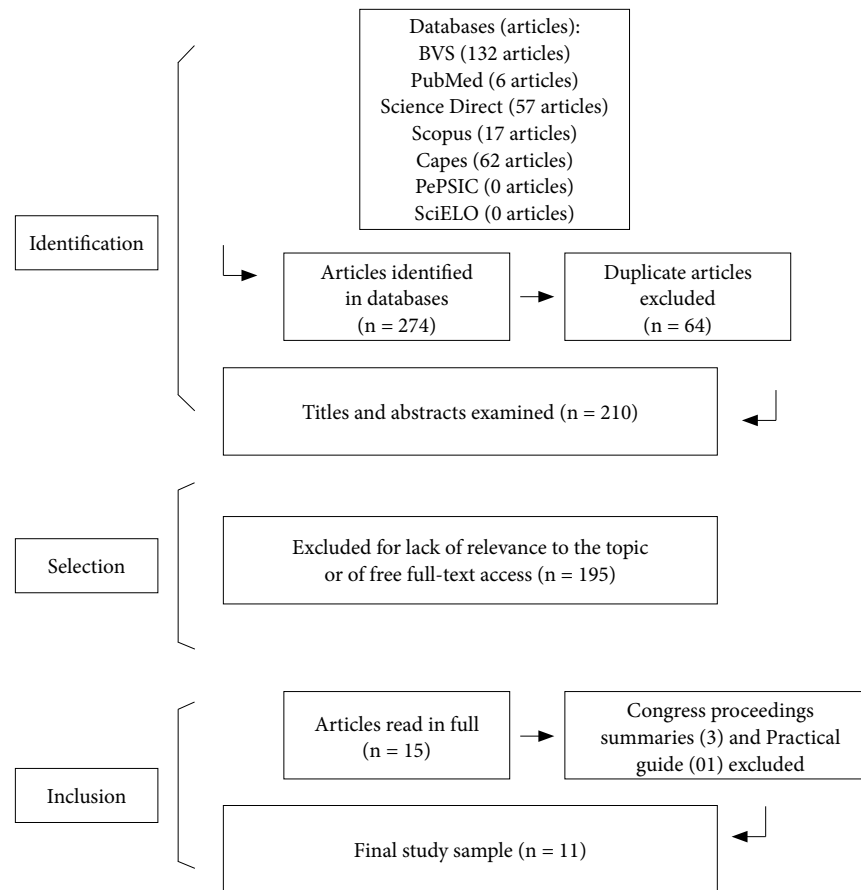 Databases (articles):
BVS (132 articles)
PubMed (6 articles)
Science Direct (57 articles)
Scopus (17 articles)
Capes (62 articles)
PePSIC (0 articles)
SciELO (0 articles)
Identification
Articles identified
in databases
(n = 274)
Duplicate articles
excluded
(n = 64)
Titles and abstracts examined (n = 210)
Selection
Excluded for lack of relevance to the topic
or of free full-text access (n = 195)
Inclusion
Articles read in full
(n = 15)
Congress proceedings
summaries (3) and Practical
guide (01) excluded
Final study sample (n = 11)